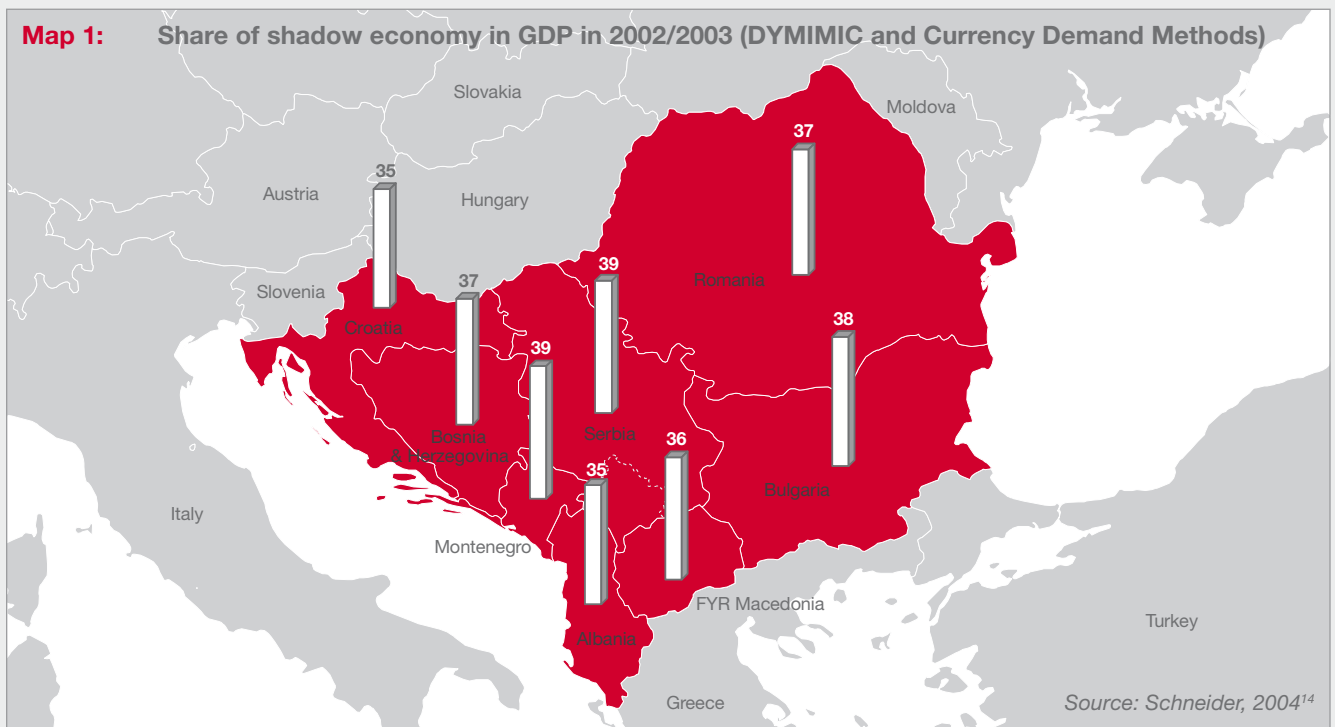 Map 1: Share of shadow economy in GDP in 2002/2003 (DYMIMIC and Currency Demand Methods)
Slovakia
Moldova
37
35
Austria
Hungary
39
Romania
37
Slovenia
38
Croatia
39
Bosnia
& Herzegovina
Serbia
36
35
Bulgaria
Italy
Montenegro
FYR Macedonia
Turkey
Albania
Greece
Source: Schneider, 2004¹⁴